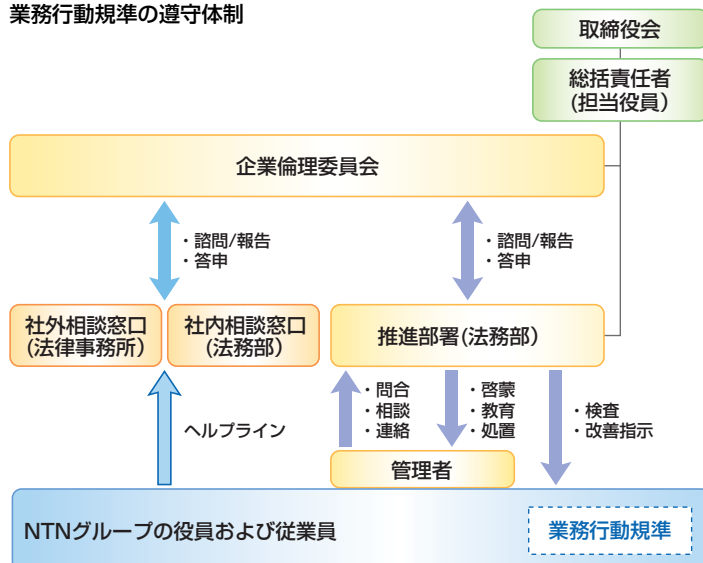 業務行動規準の遵守体制
取締役会
総括責任者
(担当役員)
企業倫理委員会
・諮問/報告
・答申
・諮問/報告
・答申
社外相談窓口
(法律事務所)
社内相談窓口
(法務部)
推進部署(法務部)
・問合
・相談
・連絡
・啓蒙
・教育
・処置
・検査
・改善指示
ヘルプライン
管理者
NTNグループの役員および従業員
業務行動規準